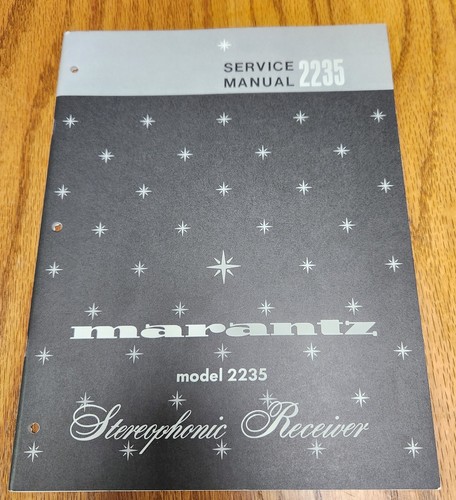 SERVICE
MANUAL 2235
marantz
model 2235
Stereophonic Receiver